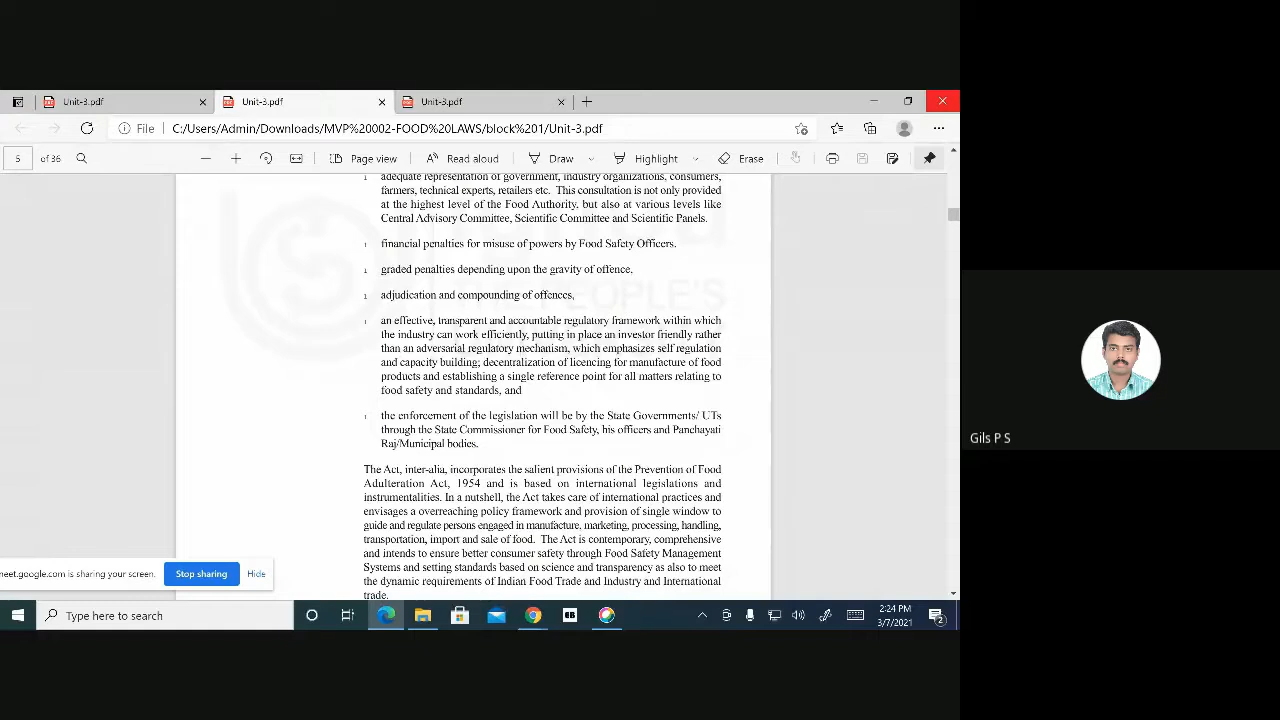 Unit-3.pdf
Unit-3.pdf
Unit-3.pdf
File
C:/Users/Admin/Downloads/MVP%20002-FOOD%20LAWS/block%201/Unit-3.pdf
5 of 36
Page view
Read aloud
Draw
Highlight
Erase
adequate representation of government, industry organizations, consumers,
farmers, technical experts, retailers etc. This consultation is not only provided
at the highest level of the Food Authority, but also at various levels like
Central Advisory Committee, Scientific Committee and Scientific Panels.
l financial penalties for misuse of powers by Food Safety Officers.
l graded penalties depending upon the gravity of offence,
l adjudication and compounding of offences,
l an effective, transparent and accountable regulatory framework within which
the industry can work efficiently, putting in place an investor friendly rather
than an adversarial regulatory mechanism, which emphasizes self regulation
and capacity building; decentralization of licencing for manufacture of food
products and establishing a single reference point for all matters relating to
food safety and standards, and
l the enforcement of the legislation will be by the State Governments/ UTs
through the State Commissioner for Food Safety, his officers and Panchayati
Raj/Municipal bodies.
The Act, inter-alia, incorporates the salient provisions of the Prevention of Food
Adulteration Act, 1954 and is based on international legislations and
instrumentalities. In a nutshell, the Act takes care of international practices and
envisages a overreaching policy framework and provision of single window to
guide and regulate persons engaged in manufacture, marketing, processing, handling,
transportation, import and sale of food. The Act is contemporary, comprehensive
and intends to ensure better consumer safety through Food Safety Management
Systems and setting standards based on science and transparency as also to meet
the dynamic requirements of Indian Food Trade and Industry and International
trade.
PEOPLE'S
meet.google.com is sharing your screen.
Stop sharing
Hide
Type here to search
2:24 PM
3/7/2021
2
Gils P S